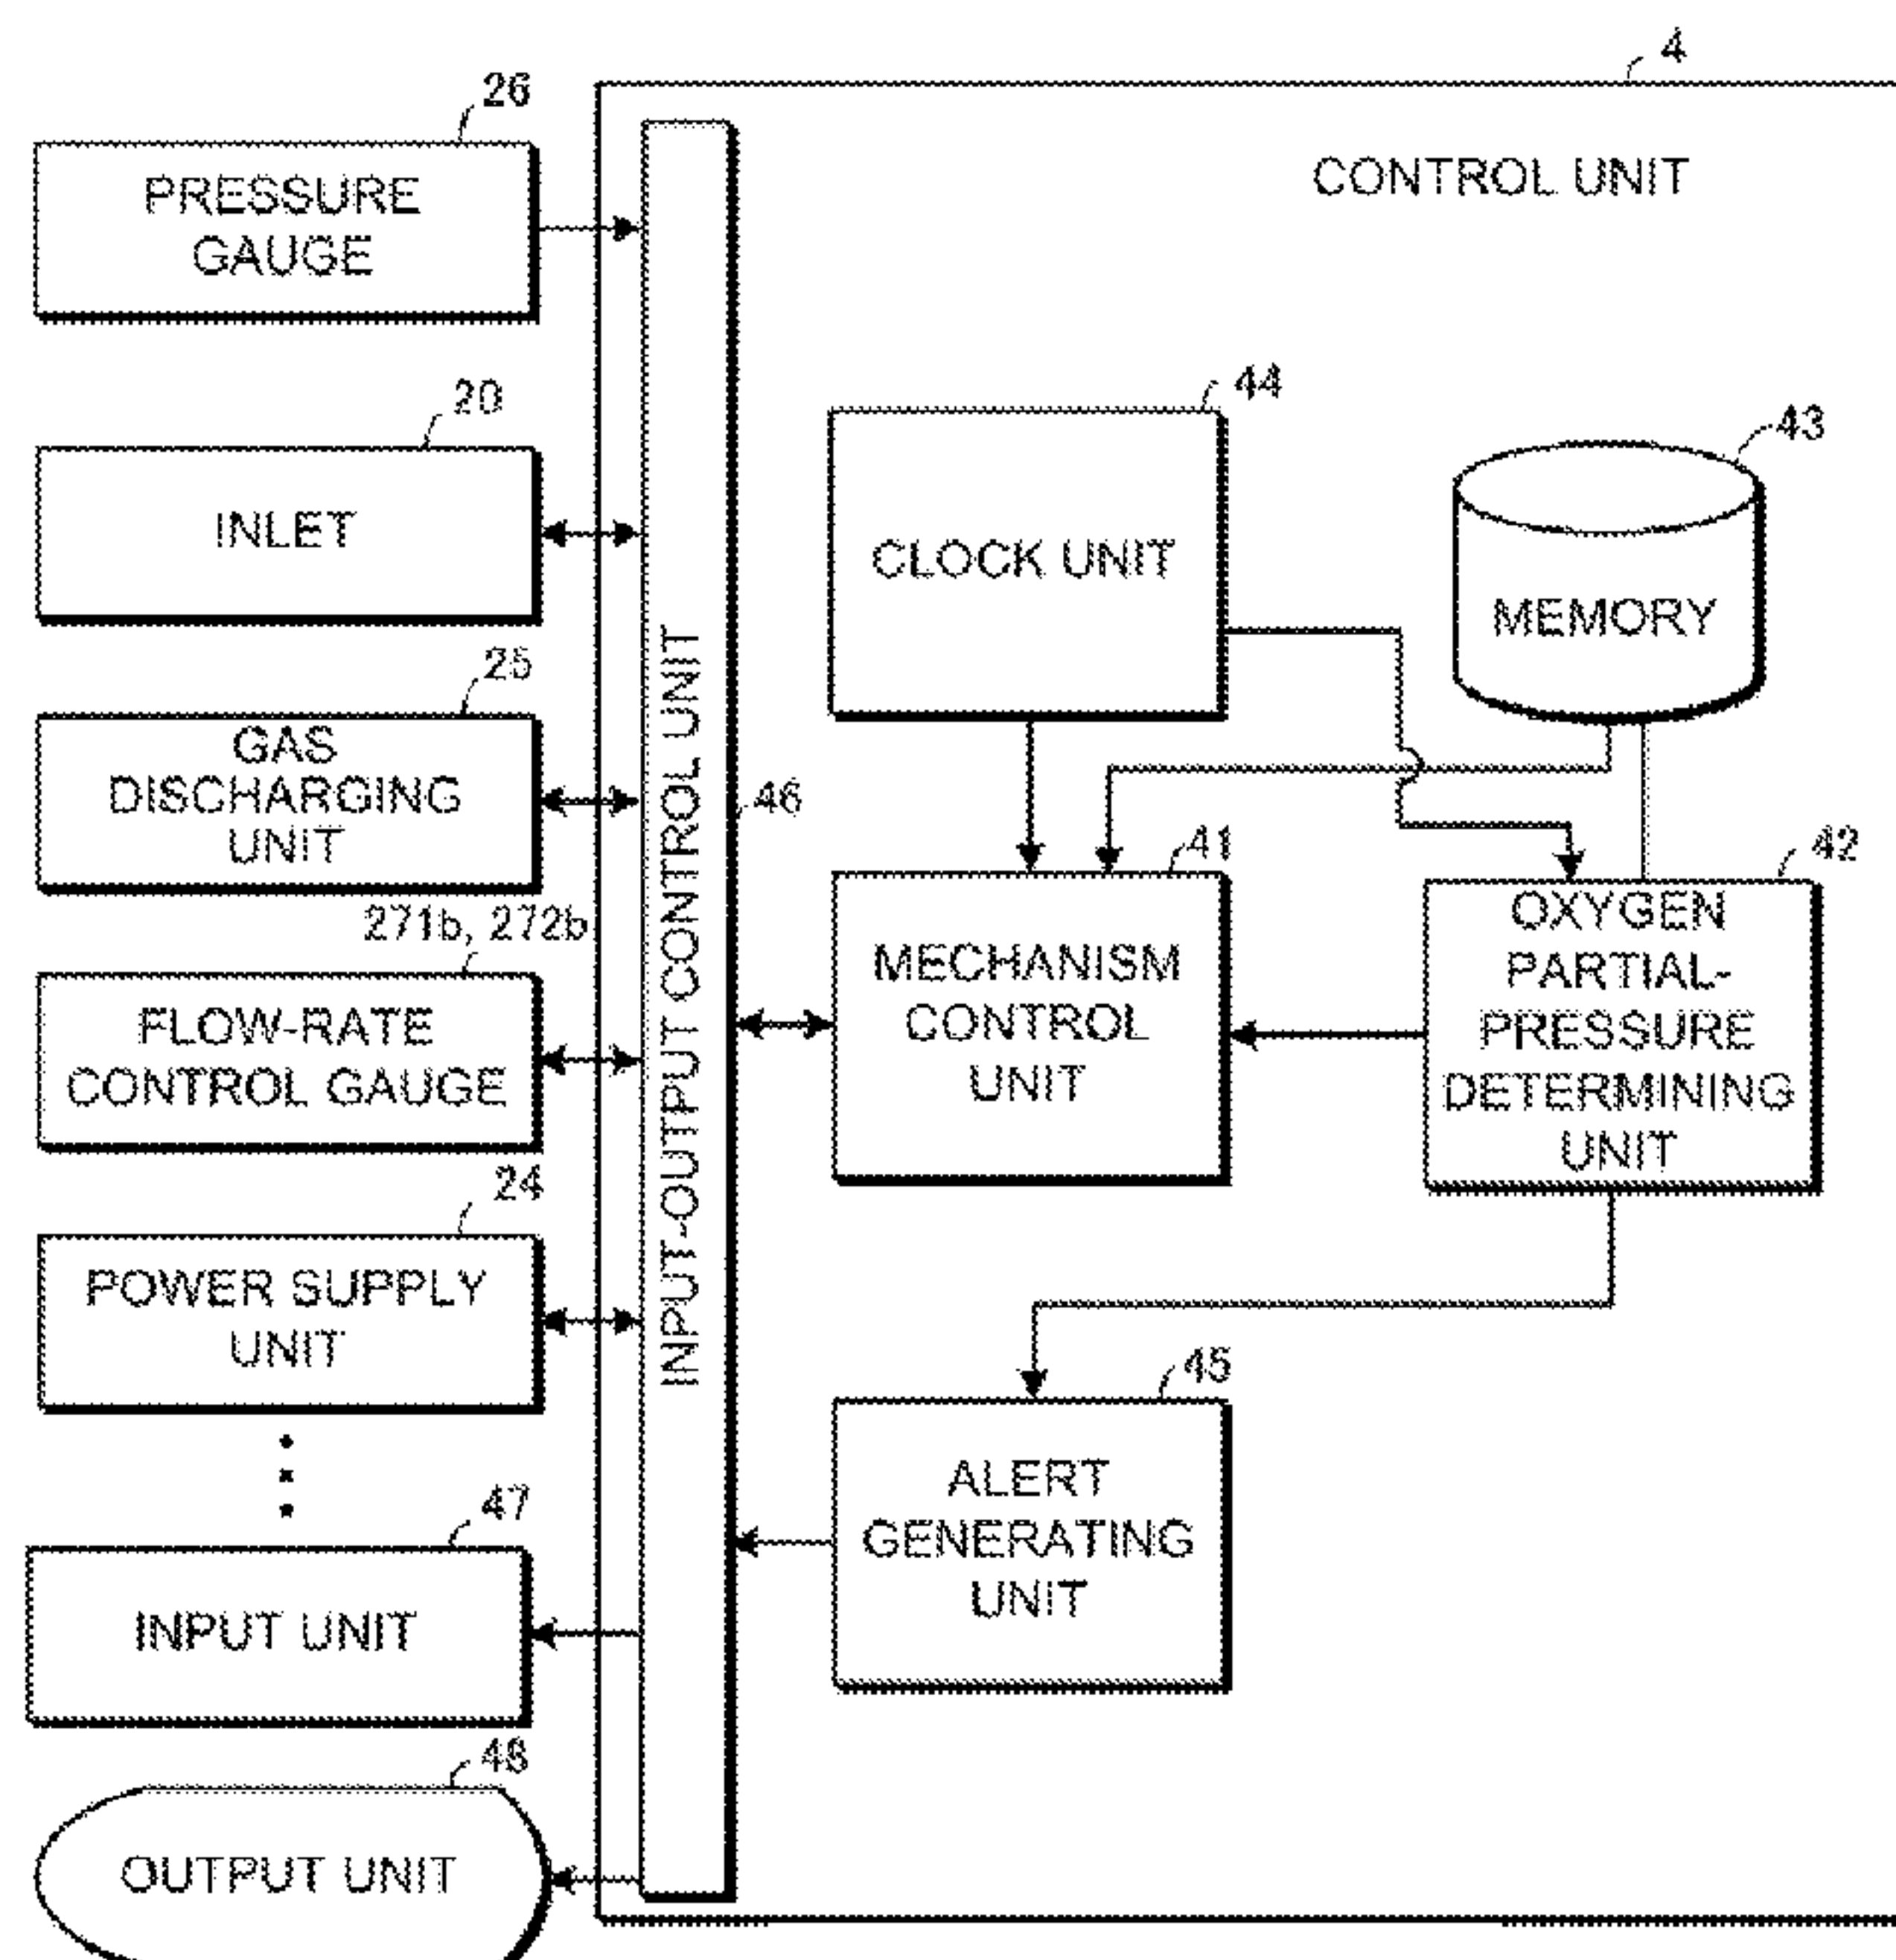 4
26
PRESSURE
GAUGE
CONTROL UNIT
20
INLET
44
CLOCK UNIT
43
MEMORY
25
GAS
DISCHARGING
UNIT
INPUT-OUTPUT CONTROL UNIT
46
271b, 272b
FLOW-RATE
CONTROL GAUGE
41
MECHANISM
CONTROL
UNIT
42
OXYGEN
PARTIAL-
PRESSURE
DETERMINING
UNIT
24
POWER SUPPLY
UNIT
45
ALERT
GENERATING
UNIT
47
INPUT UNIT
48
OUTPUT UNIT